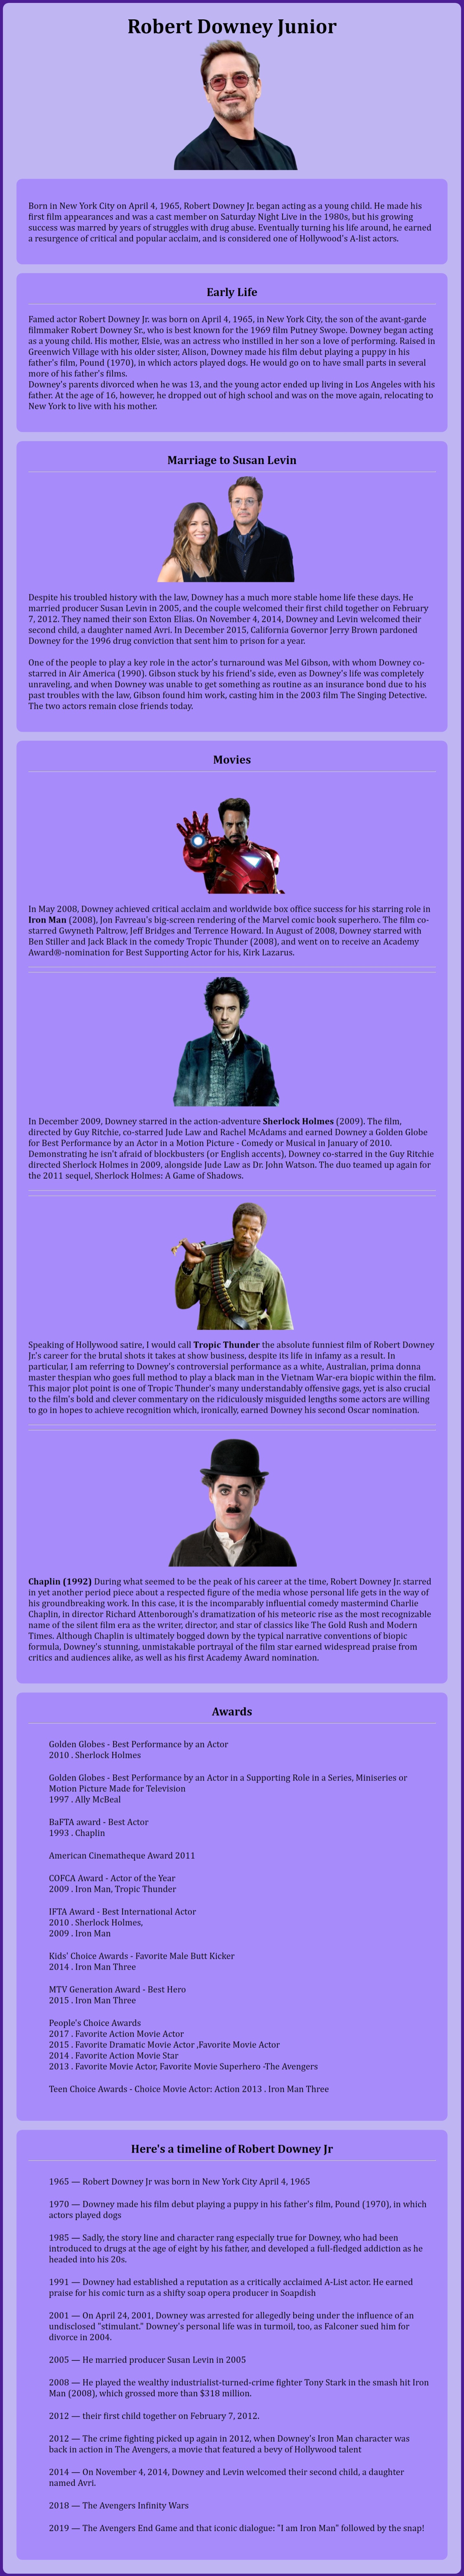 Robert Downey Junior
Born in New York City on April 4, 1965, Robert Downey Jr. began acting as a young child. He made his
first film appearances and was a cast member on Saturday Night Live in the 1980s, but his growing
success was marred by years of struggles with drug abuse. Eventually turning his life around, he earned
a resurgence of critical and popular acclaim, and is considered one of Hollywood's A-list actors.
Early Life
Famed actor Robert Downey Jr. was born on April 4, 1965, in New York City, the son of the avant-garde
filmmaker Robert Downey Sr., who is best known for the 1969 film Putney Swope. Downey began acting
as a young child. His mother, Elsie, was an actress who instilled in her son a love of performing. Raised in
Greenwich Village with his older sister, Alison, Downey made his film debut playing a puppy in his
father's film, Pound (1970), in which actors played dogs. He would go on to have small parts in several
more of his father's films.
Downey's parents divorced when he was 13, and the young actor ended up living in Los Angeles with his
father. At the age of 16, however, he dropped out of high school and was on the move again, relocating to
New York to live with his mother.
Marriage to Susan Levin
Despite his troubled history with the law, Downey has a much more stable home life these days. He
married producer Susan Levin in 2005, and the couple welcomed their first child together on February
7, 2012. They named their son Exton Elias. On November 4, 2014, Downey and Levin welcomed their
second child, a daughter named Avri. In December 2015, California Governor Jerry Brown pardoned
Downey for the 1996 drug conviction that sent him to prison for a year.
One of the people to play a key role in the actor's turnaround was Mel Gibson, with whom Downey co-
starred in Air America (1990). Gibson stuck by his friend's side, even as Downey's life was completely
unraveling, and when Downey was unable to get something as routine as an insurance bond due to his
past troubles with the law, Gibson found him work, casting him in the 2003 film The Singing Detective.
The two actors remain close friends today.
Movies
In May 2008, Downey achieved critical acclaim and worldwide box office success for his starring role in
Iron Man (2008), Jon Favreau's big-screen rendering of the Marvel comic book superhero. The film co-
starred Gwyneth Paltrow, Jeff Bridges and Terrence Howard. In August of 2008, Downey starred with
Ben Stiller and Jack Black in the comedy Tropic Thunder (2008), and went on to receive an Academy
Award®-nomination for Best Supporting Actor for his, Kirk Lazarus.
In December 2009, Downey starred in the action-adventure Sherlock Holmes (2009). The film,
directed by Guy Ritchie, co-starred Jude Law and Rachel McAdams and earned Downey a Golden Globe
for Best Performance by an Actor in a Motion Picture - Comedy or Musical in January of 2010.
Demonstrating he isn't afraid of blockbusters (or English accents), Downey co-starred in the Guy Ritchie
directed Sherlock Holmes in 2009, alongside Jude Law as Dr. John Watson. The duo teamed up again for
the 2011 sequel, Sherlock Holmes: A Game of Shadows.
Speaking of Hollywood satire, I would call Tropic Thunder the absolute funniest film of Robert Downey
Jr.'s career for the brutal shots it takes at show business, despite its life in infamy as a result. In
particular, I am referring to Downey's controversial performance as a white, Australian, prima donna
master thespian who goes full method to play a black man in the Vietnam War-era biopic within the film.
This major plot point is one of Tropic Thunder's many understandably offensive gags, yet is also crucial
to the film's bold and clever commentary on the ridiculously misguided lengths some actors are willing
to go in hopes to achieve recognition which, ironically, earned Downey his second Oscar nomination.
Chaplin (1992) During what seemed to be the peak of his career at the time, Robert Downey Jr. starred
in yet another period piece about a respected figure of the media whose personal life gets in the way of
his groundbreaking work. In this case, it is the incomparably influential comedy mastermind Charlie
Chaplin, in director Richard Attenborough's dramatization of his meteoric rise as the most recognizable
name of the silent film era as the writer, director, and star of classics like The Gold Rush and Modern
Times. Although Chaplin is ultimately bogged down by the typical narrative conventions of biopic
formula, Downey's stunning, unmistakable portrayal of the film star earned widespread praise from
critics and audiences alike, as well as his first Academy Award nomination.
Awards
Golden Globes - Best Performance by an Actor
2010 . Sherlock Holmes
Golden Globes - Best Performance by an Actor in a Supporting Role in a Series, Miniseries or
Motion Picture Made for Television
1997 . Ally McBeal
BaFTA award - Best Actor
1993 . Chaplin
American Cinematheque Award 2011
COFCA Award - Actor of the Year
2009 . Iron Man, Tropic Thunder
IFTA Award - Best International Actor
2010 . Sherlock Holmes,
2009 . Iron Man
Kids' Choice Awards - Favorite Male Butt Kicker
2014 . Iron Man Three
MTV Generation Award - Best Hero
2015 . Iron Man Three
People's Choice Awards
2017 . Favorite Action Movie Actor
2015 . Favorite Dramatic Movie Actor ,Favorite Movie Actor
2014 . Favorite Action Movie Star
2013 . Favorite Movie Actor, Favorite Movie Superhero -The Avengers
Teen Choice Awards - Choice Movie Actor: Action 2013 . Iron Man Three
Here's a timeline of Robert Downey Jr
1965 — Robert Downey Jr was born in New York City April 4, 1965
1970 — Downey made his film debut playing a puppy in his father's film, Pound (1970), in which
actors played dogs
1985 — Sadly, the story line and character rang especially true for Downey, who had been
introduced to drugs at the age of eight by his father, and developed a full-fledged addiction as he
headed into his 20s.
1991 — Downey had established a reputation as a critically acclaimed A-List actor. He earned
praise for his comic turn as a shifty soap opera producer in Soapdish
2001 — On April 24, 2001, Downey was arrested for allegedly being under the influence of an
undisclosed "stimulant." Downey's personal life was in turmoil, too, as Falconer sued him for
divorce in 2004.
2005 — He married producer Susan Levin in 2005
2008 — He played the wealthy industrialist-turned-crime fighter Tony Stark in the smash hit Iron
Man (2008), which grossed more than $318 million.
2012 — their first child together on February 7, 2012.
2012 — The crime fighting picked up again in 2012, when Downey's Iron Man character was
back in action in The Avengers, a movie that featured a bevy of Hollywood talent
2014 — On November 4, 2014, Downey and Levin welcomed their second child, a daughter
named Avri.
2018 — The Avengers Infinity Wars
2019 — The Avengers End Game and that iconic dialogue: "I am Iron Man" followed by the snap!